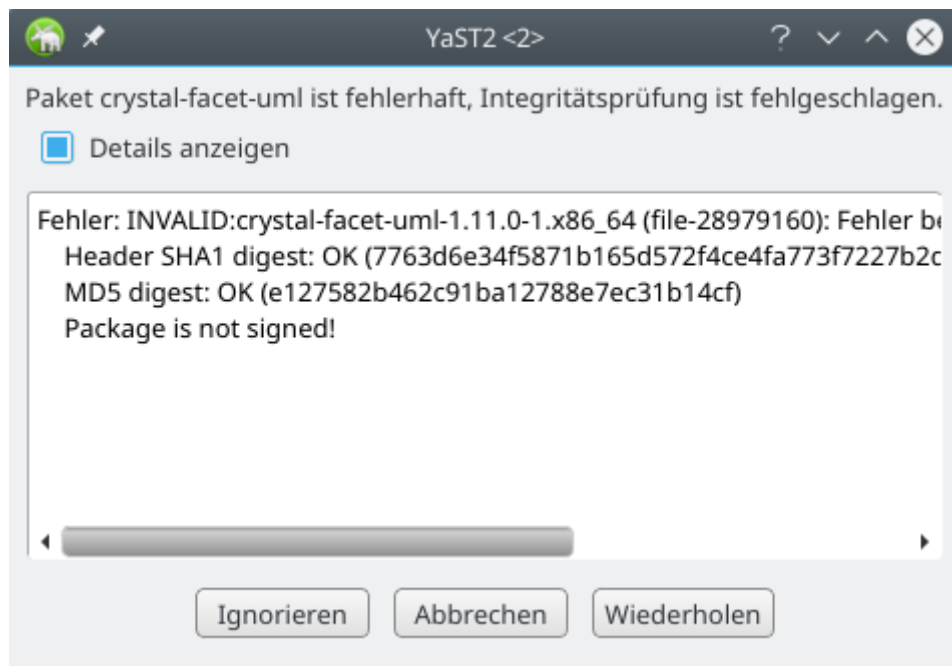 YaST2 <2>
Paket crystal-facet-uml ist fehlerhaft, Integritätsprüfung ist fehlgeschlagen.
Details anzeigen
Fehler: INVALID:crystal-facet-uml-1.11.0-1.x86_64 (file-28979160): Fehler be
Header SHA1 digest: OK (7763d6e34f5871b165d572f4ce4fa773f7227b2c
MD5 digest: OK (e127582b462c91ba12788e7ec31b14cf)
Package is not signed!
Ignorieren Abbrechen Wiederholen